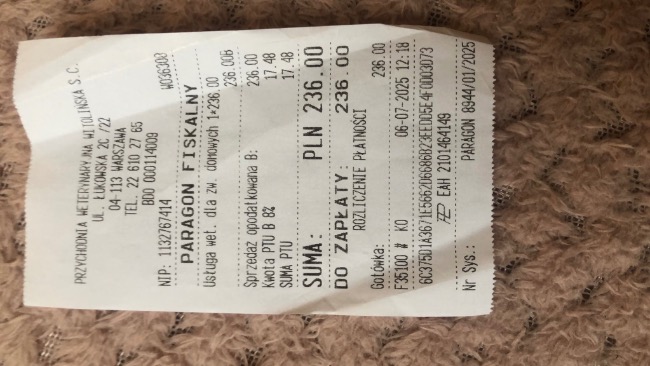 PRZYCHODNIA WETERYNARYJNA WITOLIŃSKA S.C.
UL. ŁUKOWSKA 2C /22
04-113 WARSZAWA
TEL. 22 610 27 65
BDO 000114009
NIP: 1132767414 W036300
PARAGON FISKALNY
Usługa wet. dla zw. domowych 1*236.00 236.00B
Sprzedaż opodatkowana B: 236.00
Kwota PTU B 8% 17.48
SUMA PTU 17.48
SUMA: PLN 236.00
DO ZAPŁATY: 236.00
ROZLICZENIE PŁATNOŚCI
Gotówka: 236.00
F35100 # KO 06-07-2025 12:18
EAH 2101464149
Nr Sys.: PARAGON 8944/01/2025